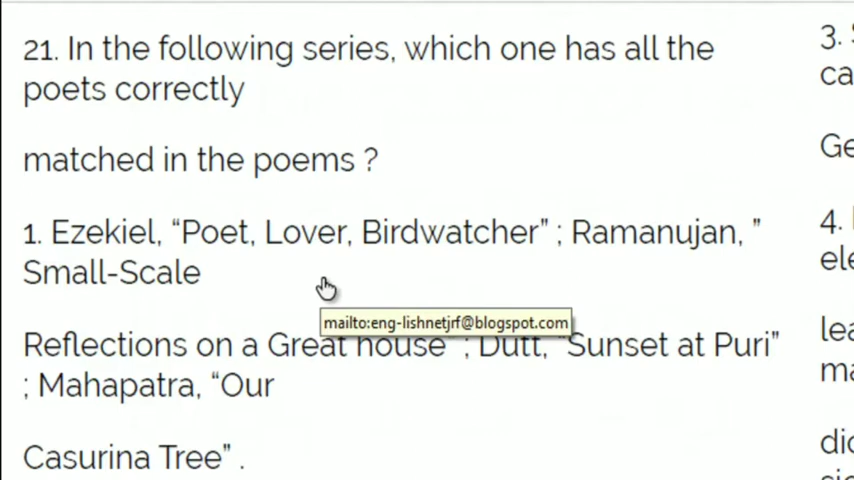 21. In the following series, which one has all the
poets correctly
matched in the poems ?
1. Ezekiel, “Poet, Lover, Birdwatcher” ; Ramanujan, ”
Small-Scale
mailto:eng-lishnetjrf@blogspot.com
Reflections on a Great house ; Dutt, “Sunset at Puri”
; Mahapatra, “Our
Casurina Tree” .
3.
ca
Ge
4.
ele
lea
ma
dic